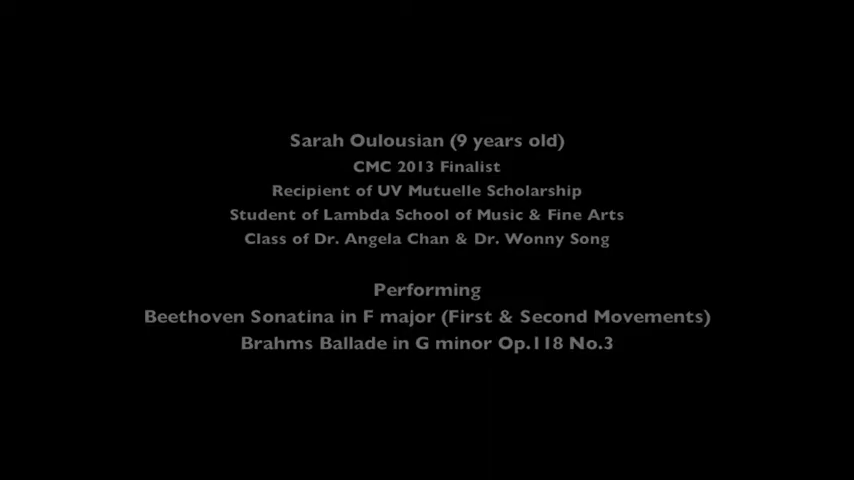 Sarah Oulousian (9 years old)
CMC 2013 Finalist
Recipient of UV Mutuelle Scholarship
Student of Lambda School of Music & Fine Arts
Class of Dr. Angela Chan & Dr. Wonny Song
Performing
Beethoven Sonatina in F major (First & Second Movements)
Brahms Ballade in G minor Op.118 No.3